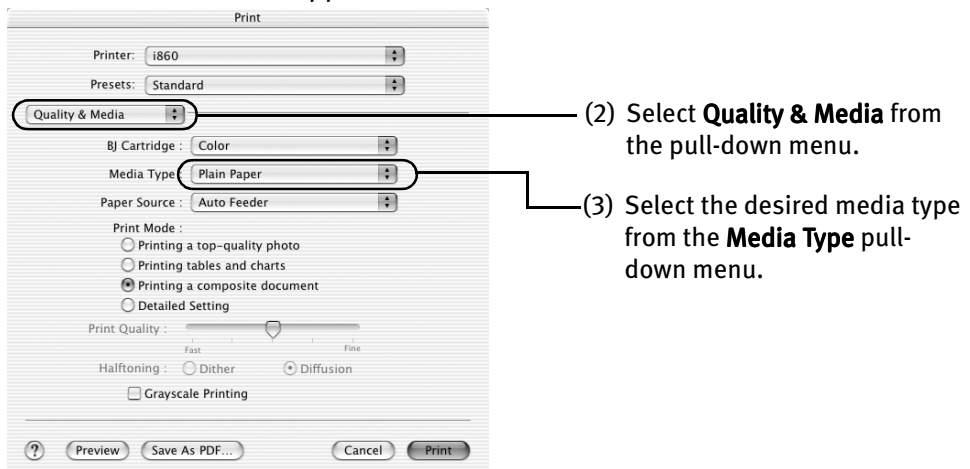 Print
Printer: i860
Presets: Standard
Quality & Media
BJ Cartridge : Color
Media Type : Plain Paper
Paper Source : Auto Feeder
Print Mode :
Printing a top-quality photo
Printing tables and charts
Printing a composite document
Detailed Setting
Print Quality :
Fast Fine
Halftoning : Dither Diffusion
Grayscale Printing
? Preview Save As PDF... Cancel Print
(2) Select Quality & Media from
the pull-down menu.
(3) Select the desired media type
from the Media Type pull-
down menu.